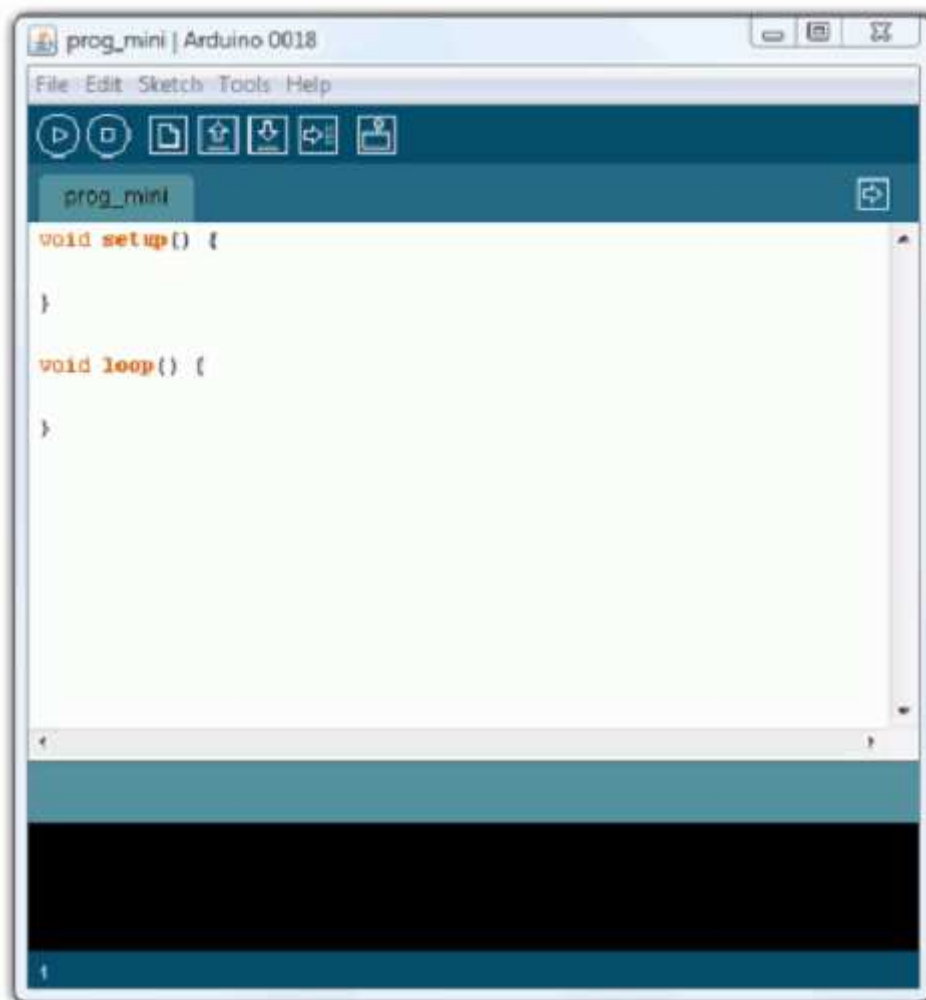 prog_mini | Arduino 0018
File Edit Sketch Tools Help
prog_mini
void setup() {
}
void loop() {
}
1